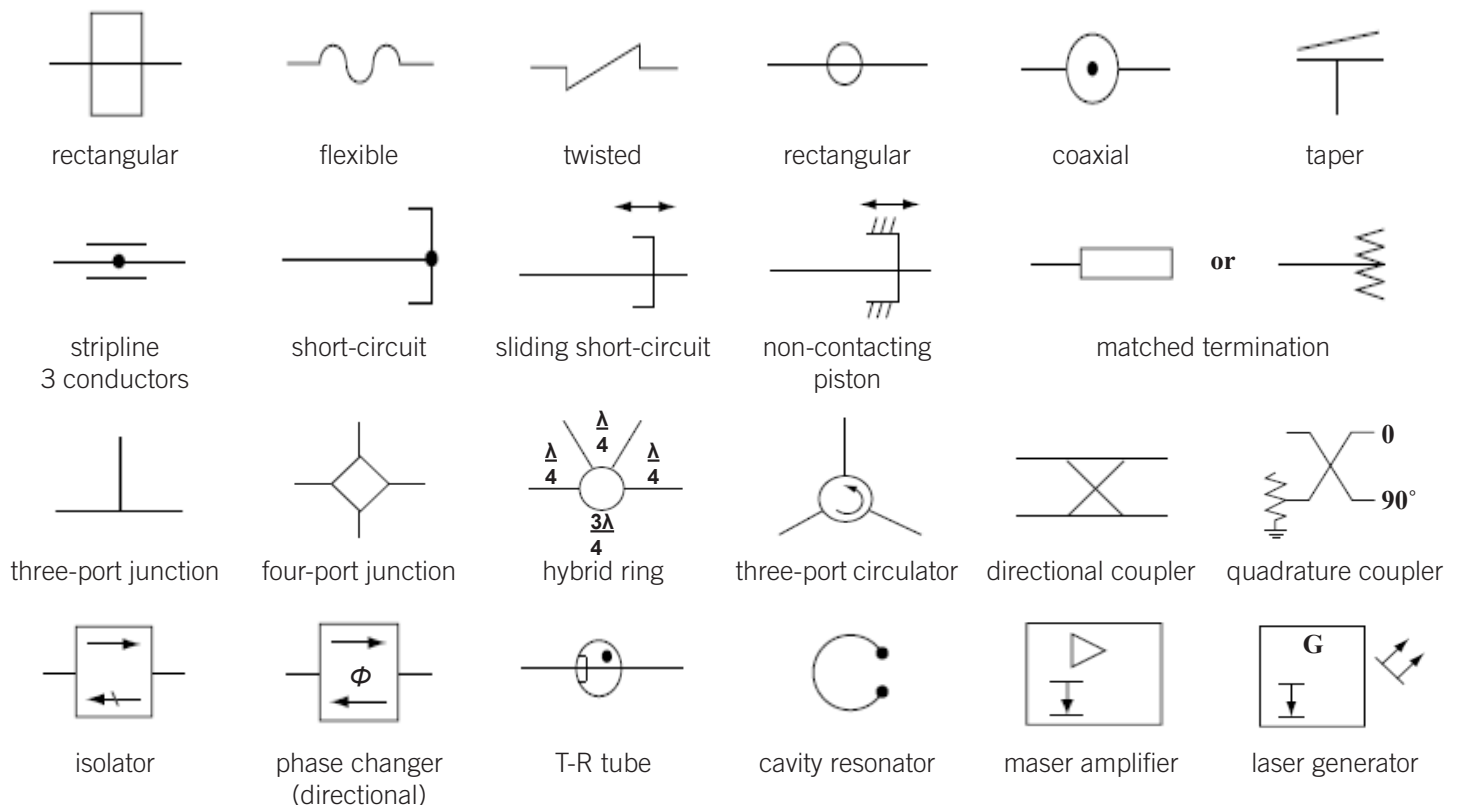 rectangular
flexible
twisted
rectangular
coaxial
taper
or
stripline
3 conductors
short-circuit
sliding short-circuit
non-contacting
piston
matched termination
λ
4
λ
4
λ
4
3λ
4
0
90°
three-port junction
four-port junction
hybrid ring
three-port circulator
directional coupler
quadrature coupler
Φ
G
isolator
phase changer
(directional)
T-R tube
cavity resonator
maser amplifier
laser generator